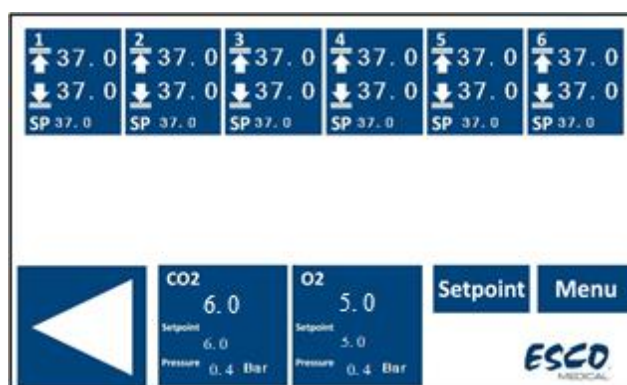 1 2 3 4 5 6
37.0 37.0 37.0 37.0 37.0 37.0
37.0 37.0 37.0 37.0 37.0 37.0
SP 37.0 SP 37.0 SP 37.0 SP 37.0 SP 37.0 SP 37.0
CO2
6.0
Setpoint
6.0
Pressure 0.4 Bar
O2
5.0
Setpoint
5.0
Pressure 0.4 Bar
Setpoint
Menu
ESCO
MEDICAL